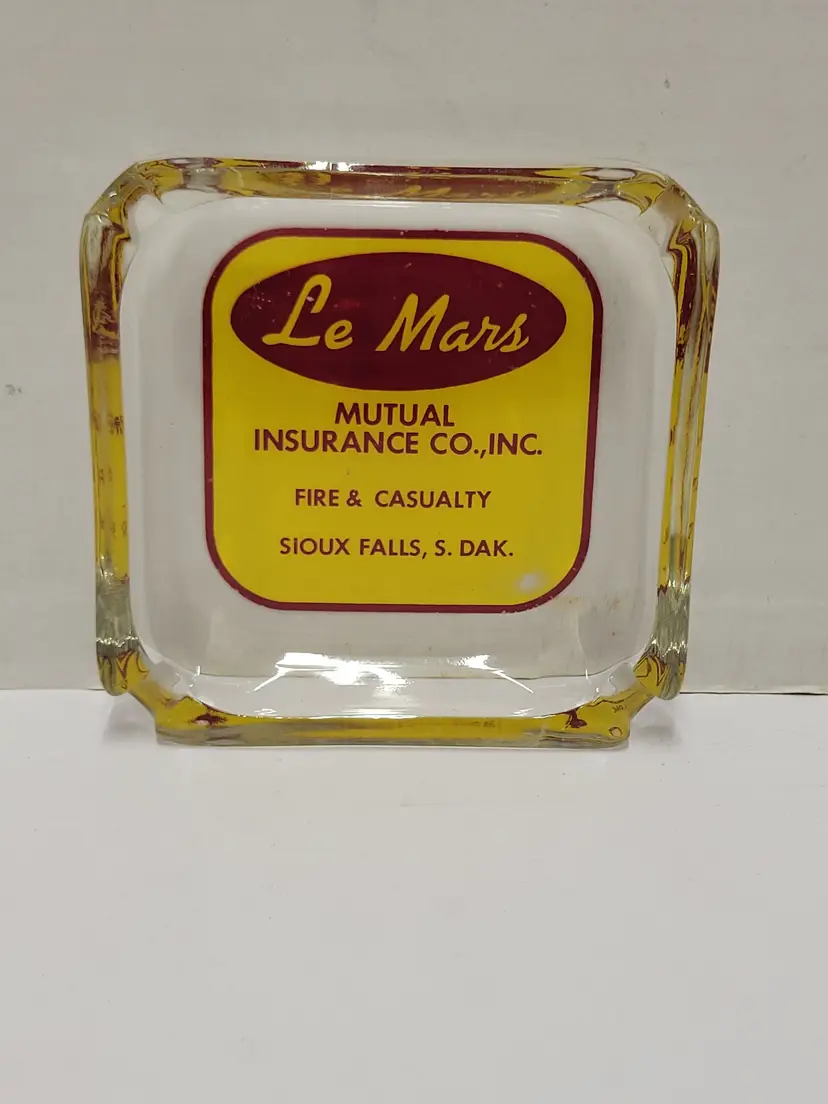 Le Mars
MUTUAL
INSURANCE CO.,INC.
FIRE & CASUALTY
SIOUX FALLS, S. DAK.